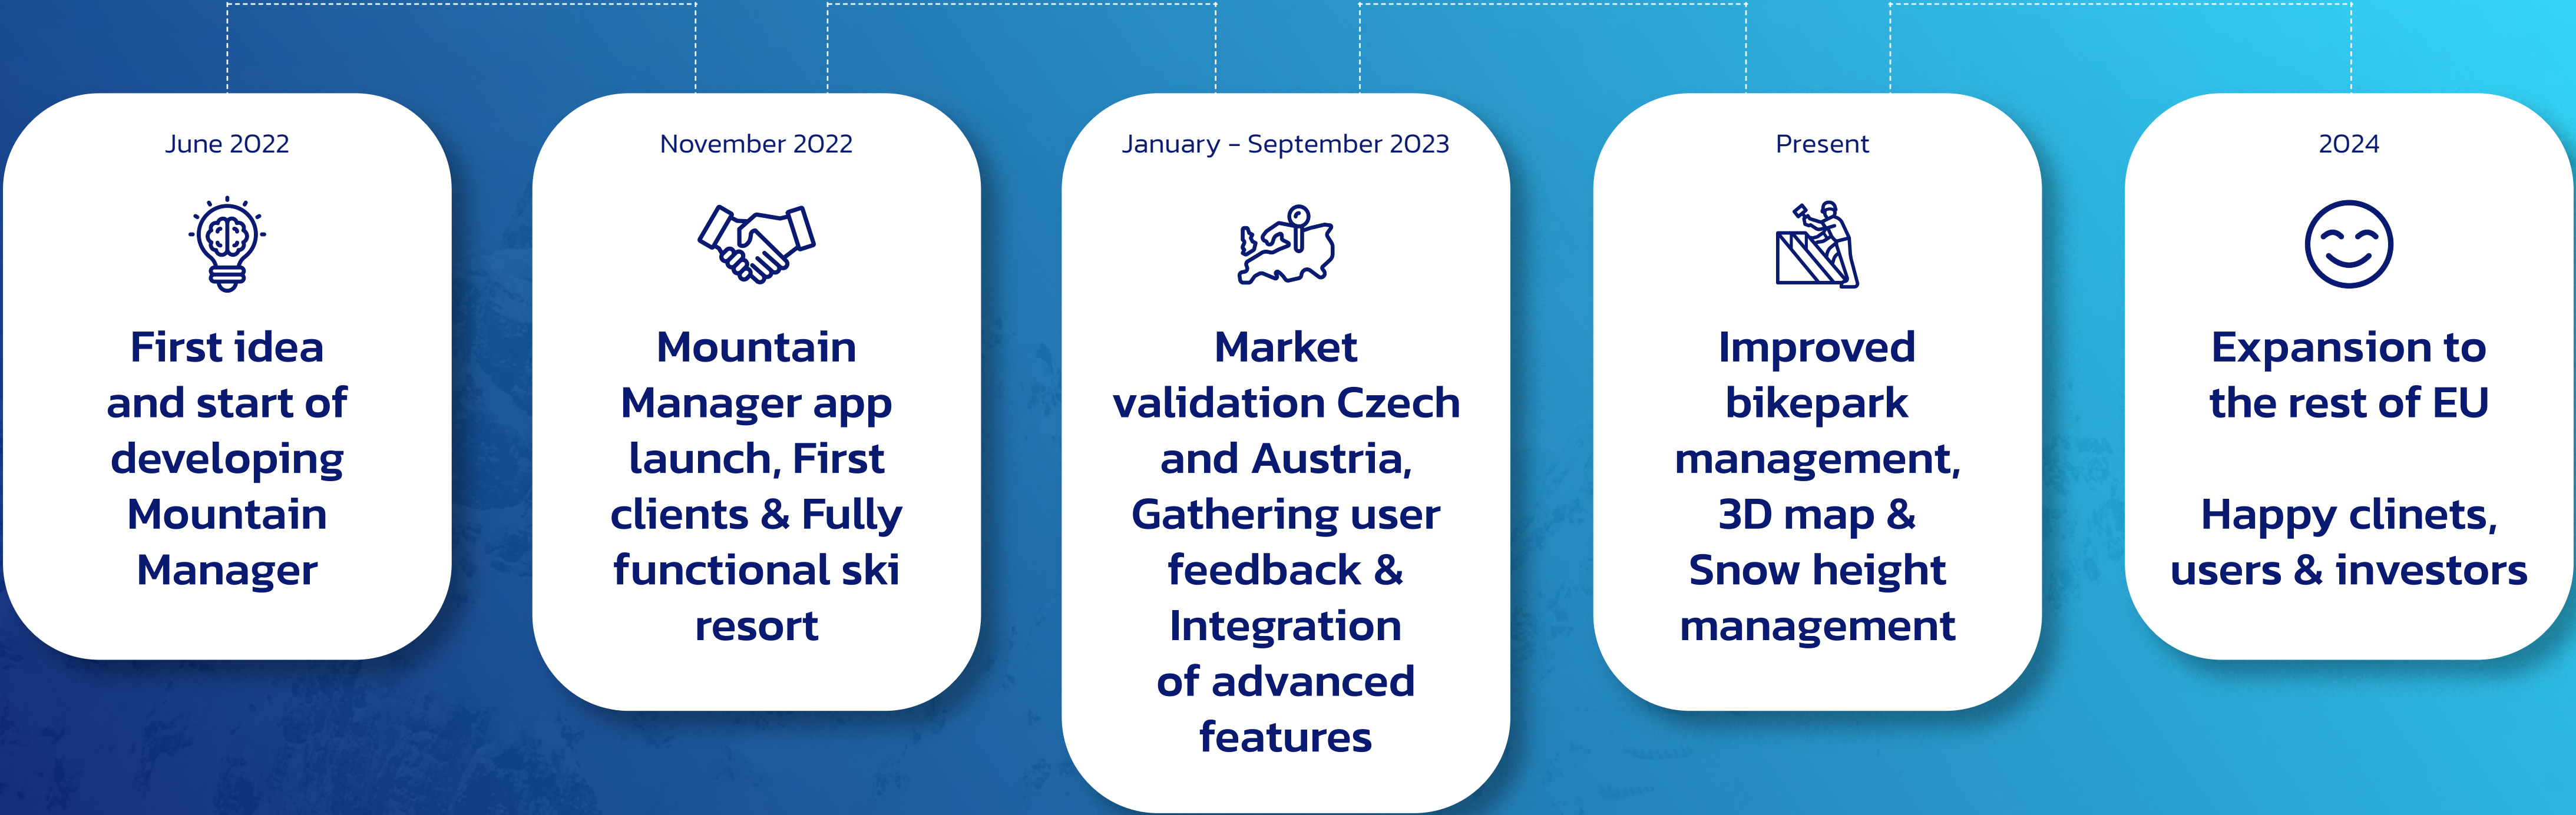 June 2022
First idea
and start of
developing
Mountain
Manager
November 2022
Mountain
Manager app
launch, First
clients & Fully
functional ski
resort
January - September 2023
Market
validation Czech
and Austria,
Gathering user
feedback &
Integration
of advanced
features
Present
Improved
bikepark
management,
3D map &
Snow height
management
2024
Expansion to
the rest of EU
Happy clinets,
users & investors